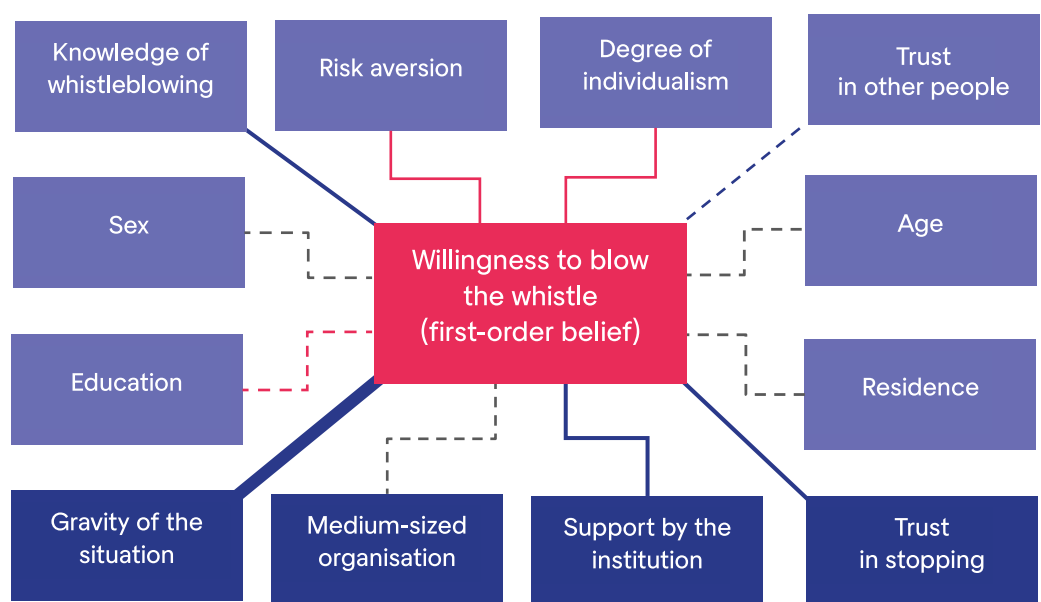 Knowledge of
whistleblowing
Risk aversion
Degree of
individualism
Trust
in other people
Sex
Willingness to blow
the whistle
(first-order belief)
Age
Education
Residence
Gravity of the
situation
Medium-sized
organisation
Support by the
institution
Trust
in stopping